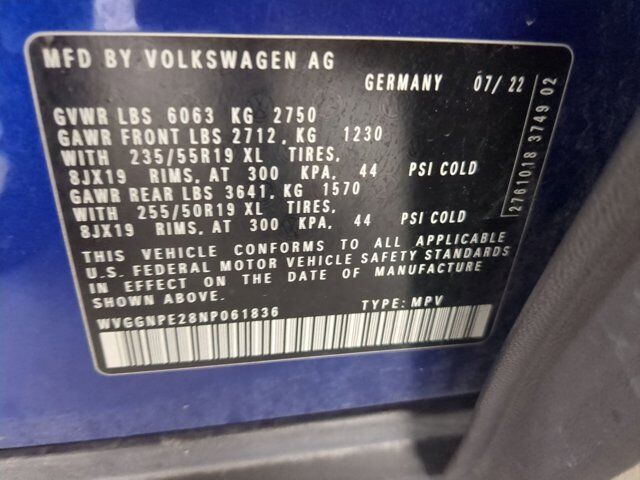 MFD BY VOLKSWAGEN AG
GERMANY 07/ 22
GVWR LBS 6063 KG 2750
GAWR FRONT LBS 2712, KG 1230
WITH 235/55R19 XL TIRES,
8JX19 RIMS, AT 300 KPA, 44 PSI COLD
GAWR REAR LBS 3641, KG 1570
WITH 255/50R19 XL TIRES,
8JX19 RIMS, AT 300 KPA, 44 PSI COLD
THIS VEHICLE CONFORMS TO ALL APPLICABLE
U.S. FEDERAL MOTOR VEHICLE SAFETY STANDARDS
IN EFFECT ON THE DATE OF MANUFACTURE
WVGGNPE28NP061836 TYPE: MPV
2761018 3749 02